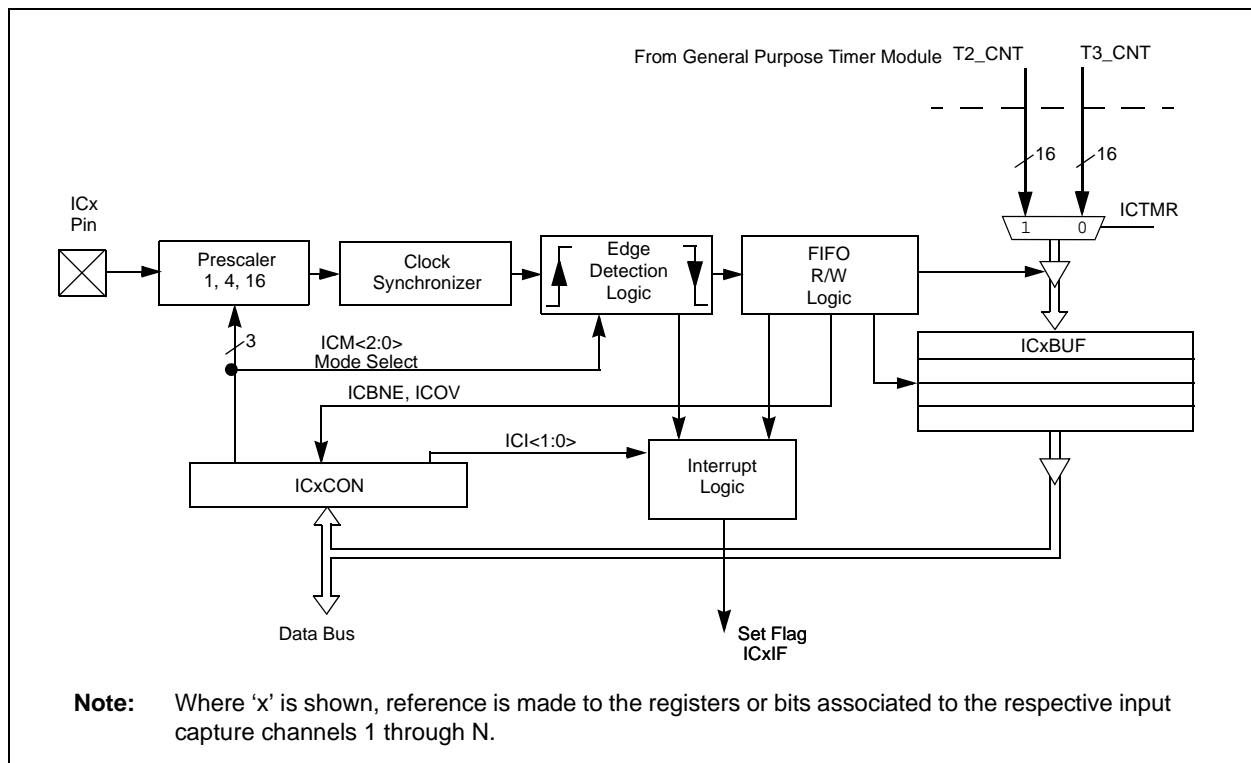 From General Purpose Timer Module T2_CNT T3_CNT
16 16
ICx
Pin
1 0 ICTMR
Prescaler
1, 4, 16
Clock
Synchronizer
Edge
Detection
Logic
FIFO
R/W
Logic
3
ICM<2:0>
Mode Select
ICxBUF
ICBNE, ICOV
ICI<1:0>
Interrupt
Logic
ICxCON
Data Bus
Set Flag
ICxIF
Note: Where ‘x’ is shown, reference is made to the registers or bits associated to the respective input
capture channels 1 through N.